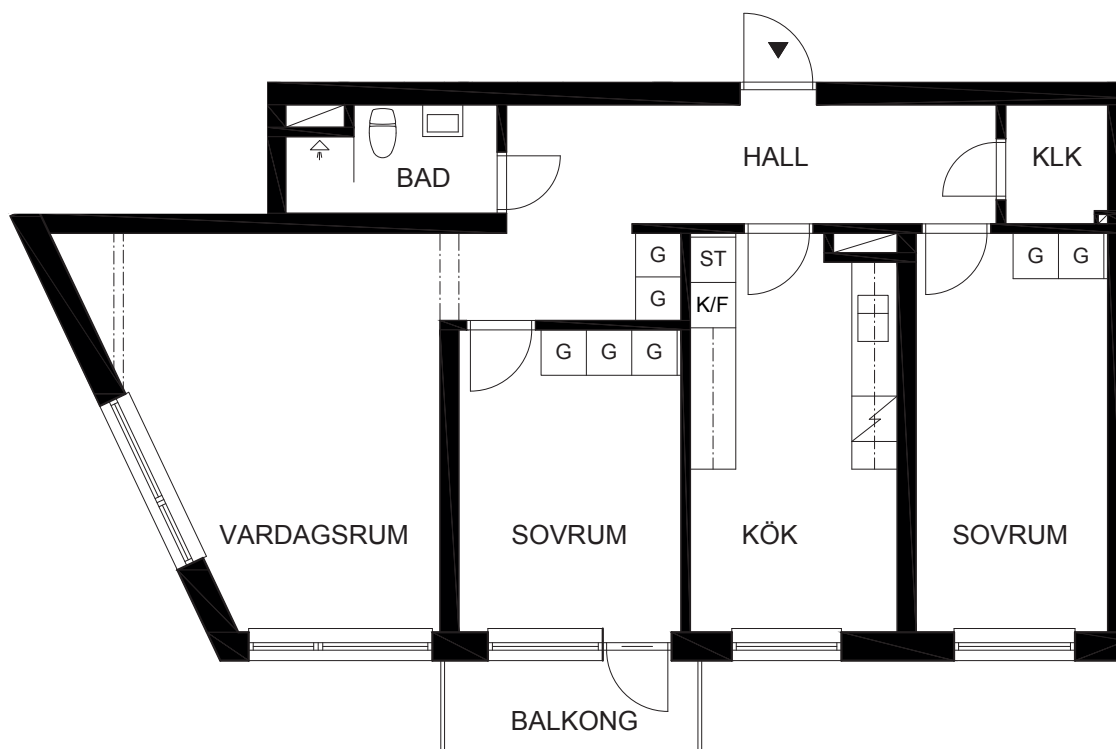 HALL
KLK
BAD
G
ST
G
G
G
K/F
G
G
G
G
VARDAGSRUM
SOVRUM
KÖK
SOVRUM
BALKONG